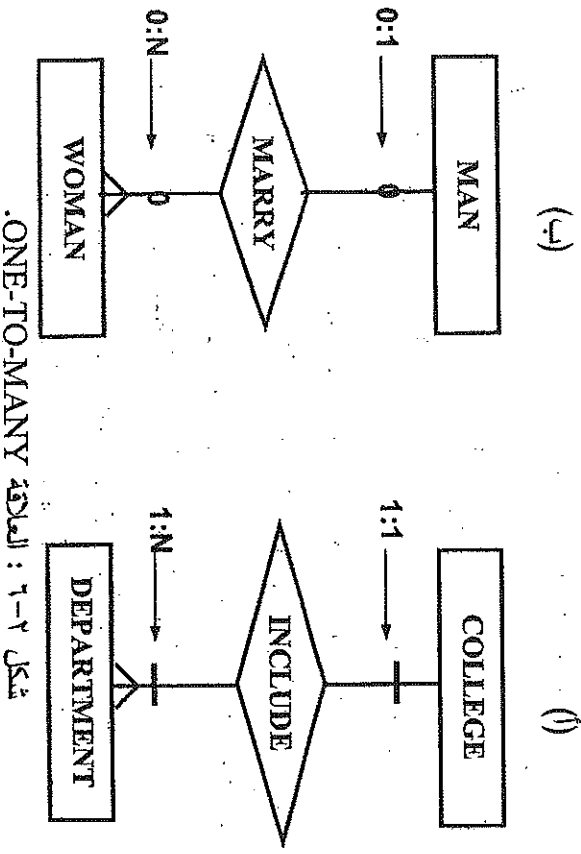 (أ)
COLLEGE
1:1
INCLUDE
1:N
DEPARTMENT
(ب)
MAN
0:1
MARRY
0:N
WOMAN
شكل ٢-٦ : العلاقة ONE-TO-MANY.